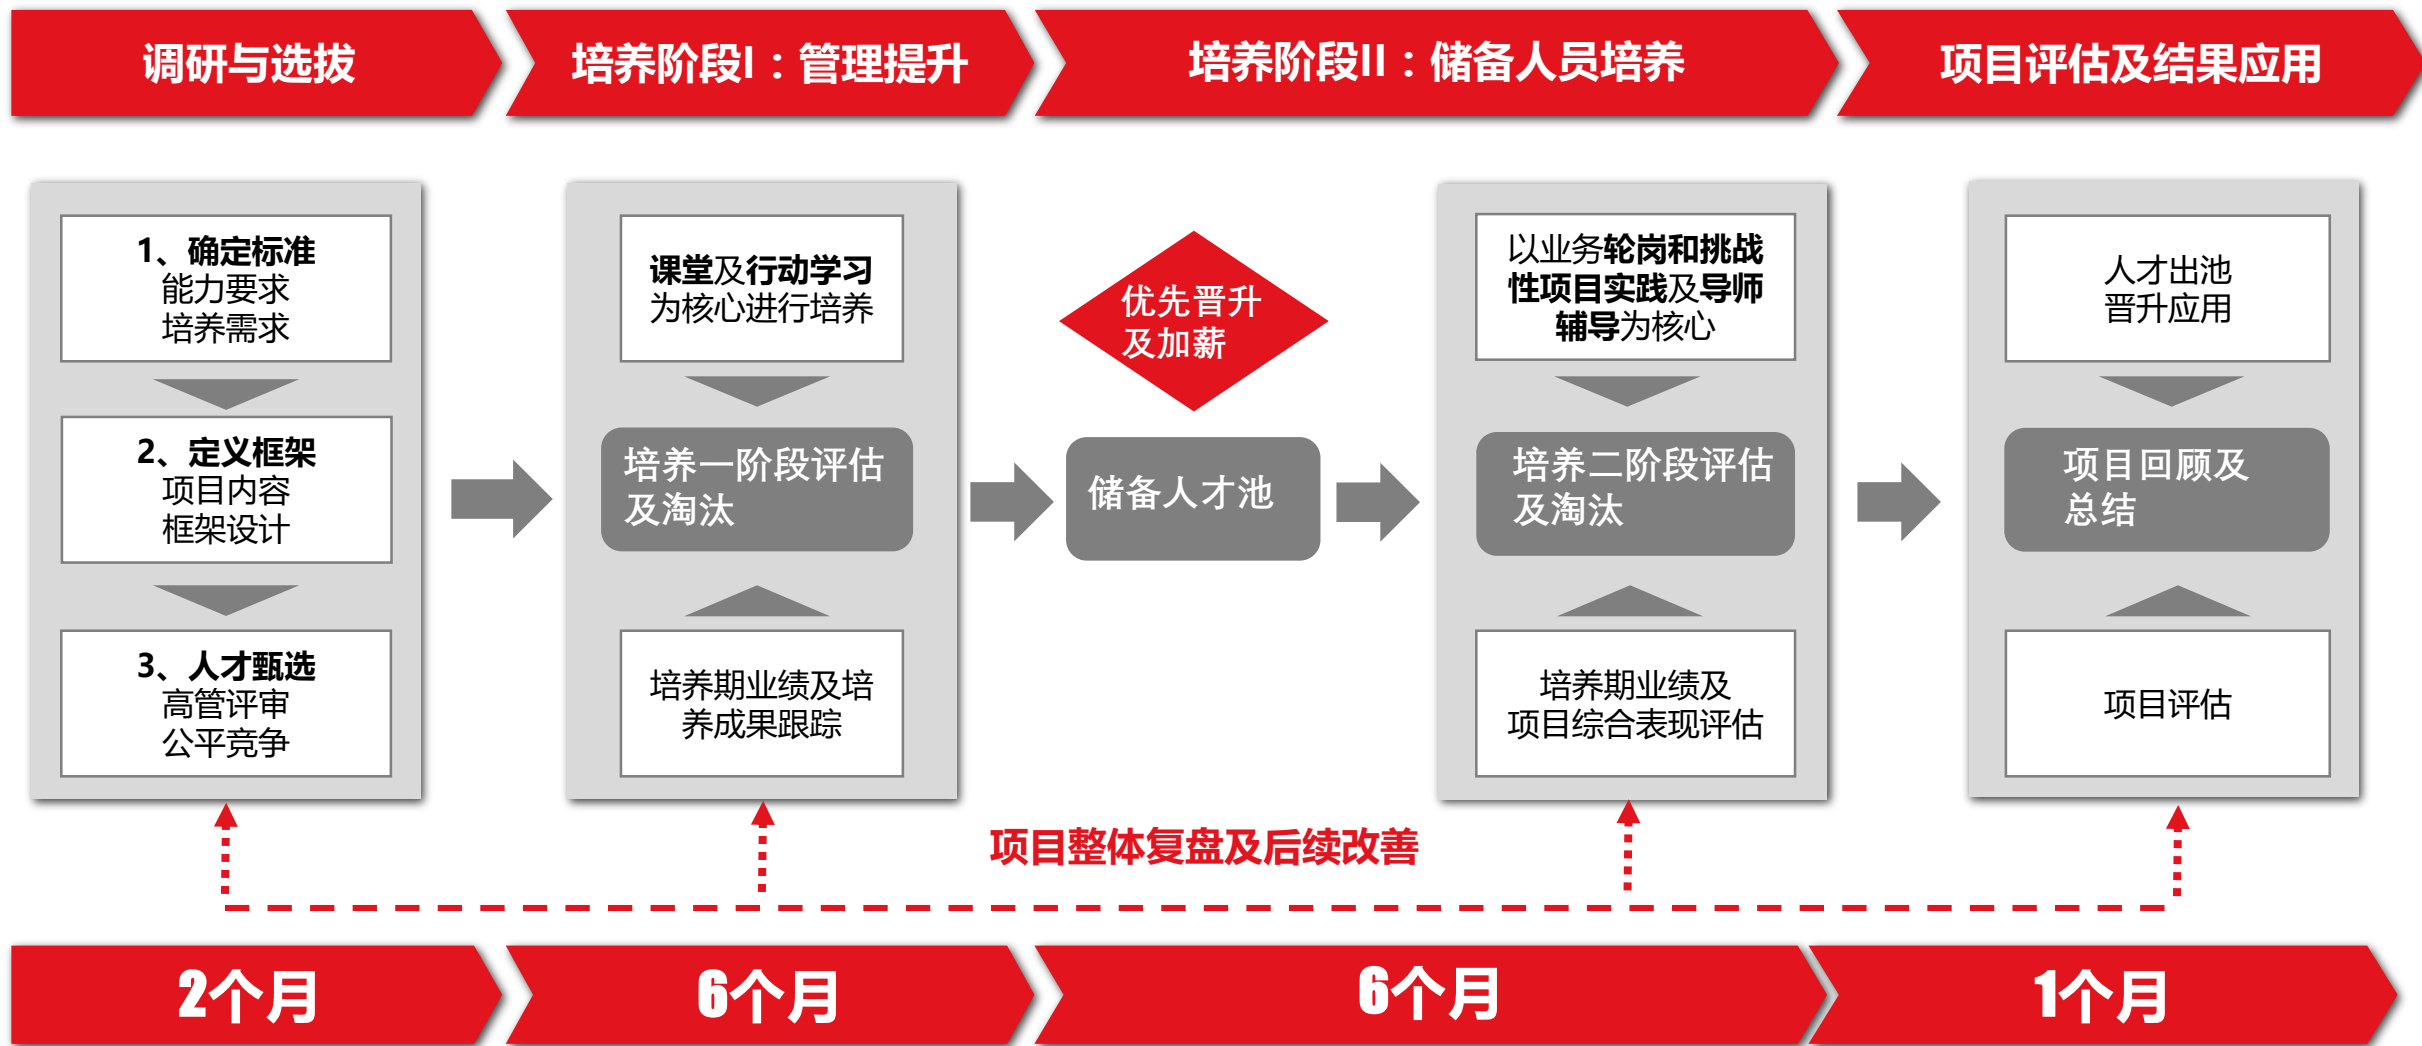 调研与选拔
培养阶段I：管理提升
培养阶段II：储备人员培养
项目评估及结果应用
1、确定标准
能力要求
培养需求
2、定义框架
项目内容
框架设计
3、人才甄选
高管评审
公平竞争
课堂及行动学习
为核心进行培养
培养一阶段评估
及淘汰
培养期业绩及培
养成果跟踪
优先晋升
及加薪
储备人才池
以业务轮岗和挑战
性项目实践及导师
辅导为核心
培养二阶段评估
及淘汰
培养期业绩及
项目综合表现评估
人才出池
晋升应用
项目回顾及
总结
项目评估
项目整体复盘及后续改善
2个月
6个月
6个月
1个月